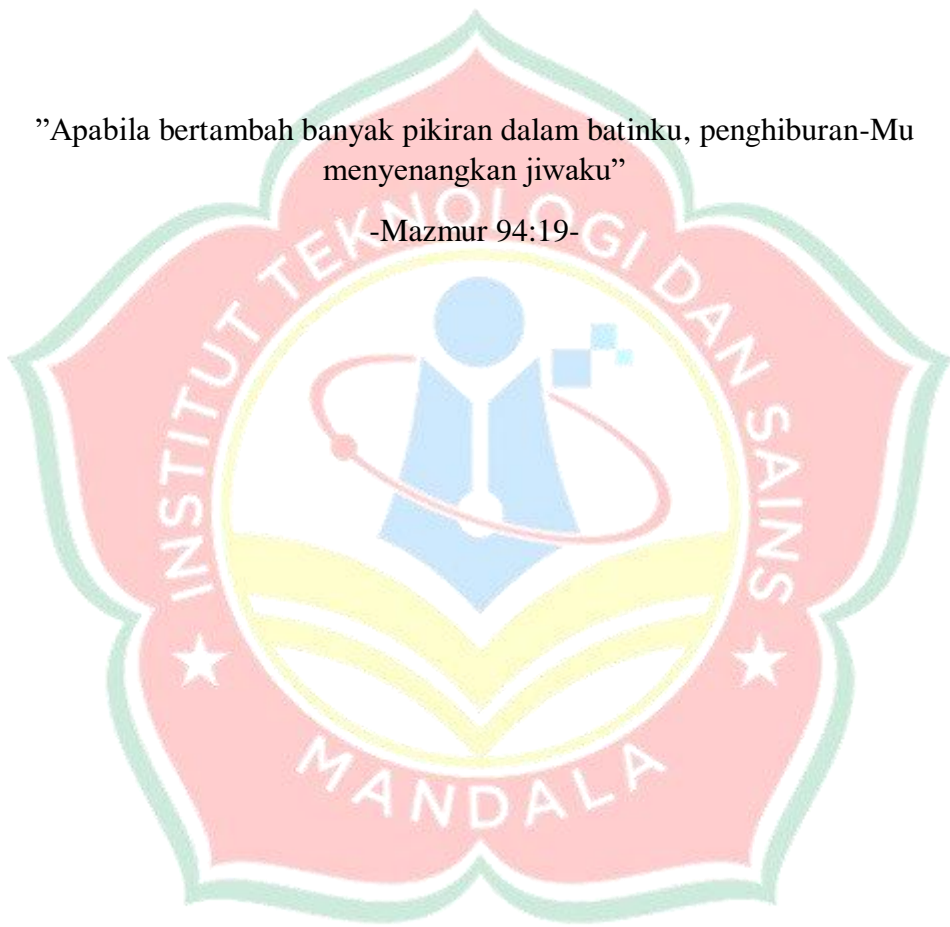 ”Apabila bertambah banyak pikiran dalam batinku, penghiburan-Mu
menyenangkan jiwaku”
-Mazmur 94:19-
INSTITUT TEKNOLOGI DAN SAINS
MANDALA